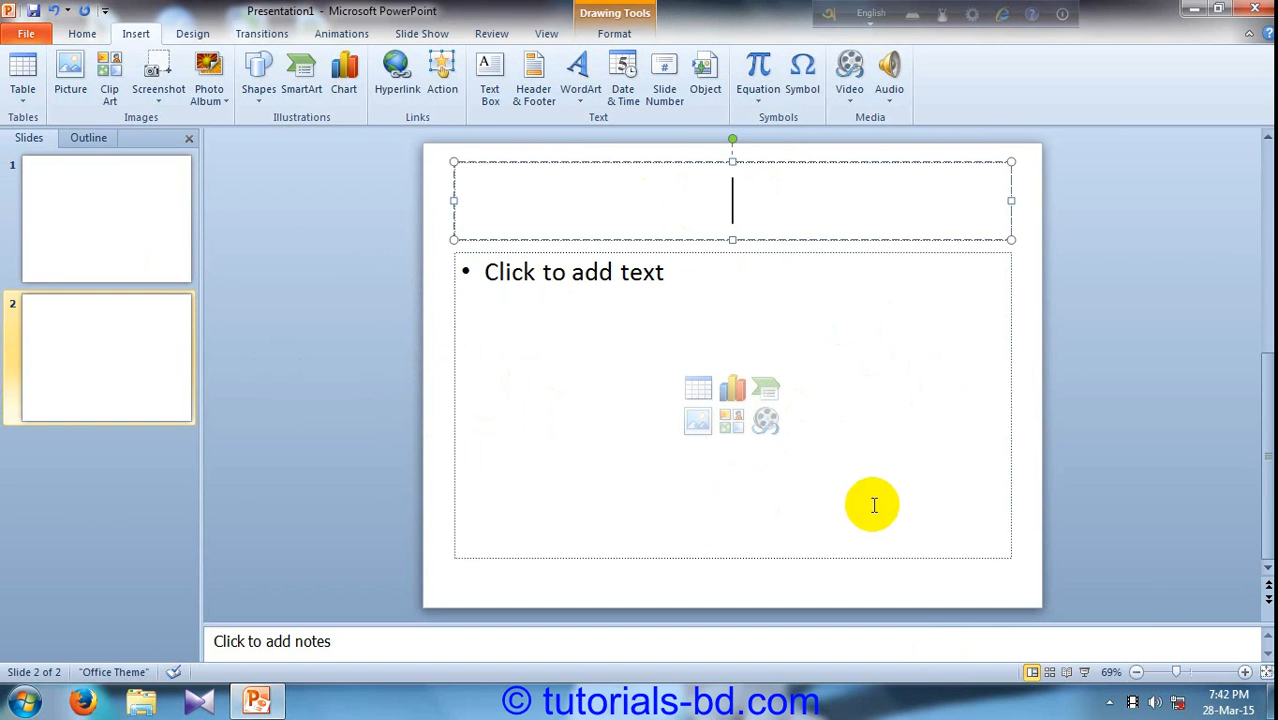 Presentation1 - Microsoft PowerPoint
Drawing Tools
English
File
Home
Insert
Design
Transitions
Animations
Slide Show
Review
View
Format
Table
Picture
Clip
Art
Screenshot
Photo
Album
Shapes
SmartArt
Chart
Hyperlink
Action
Text
Box
Header
& Footer
WordArt
Date
& Time
Slide
Number
Object
Equation
Symbol
Video
Audio
Tables
Images
Illustrations
Links
Text
Symbols
Media
Slides
Outline
1
2
• Click to add text
Click to add notes
Slide 2 of 2
"Office Theme"
69%
7:42 PM
28-Mar-15
© tutorials-bd.com